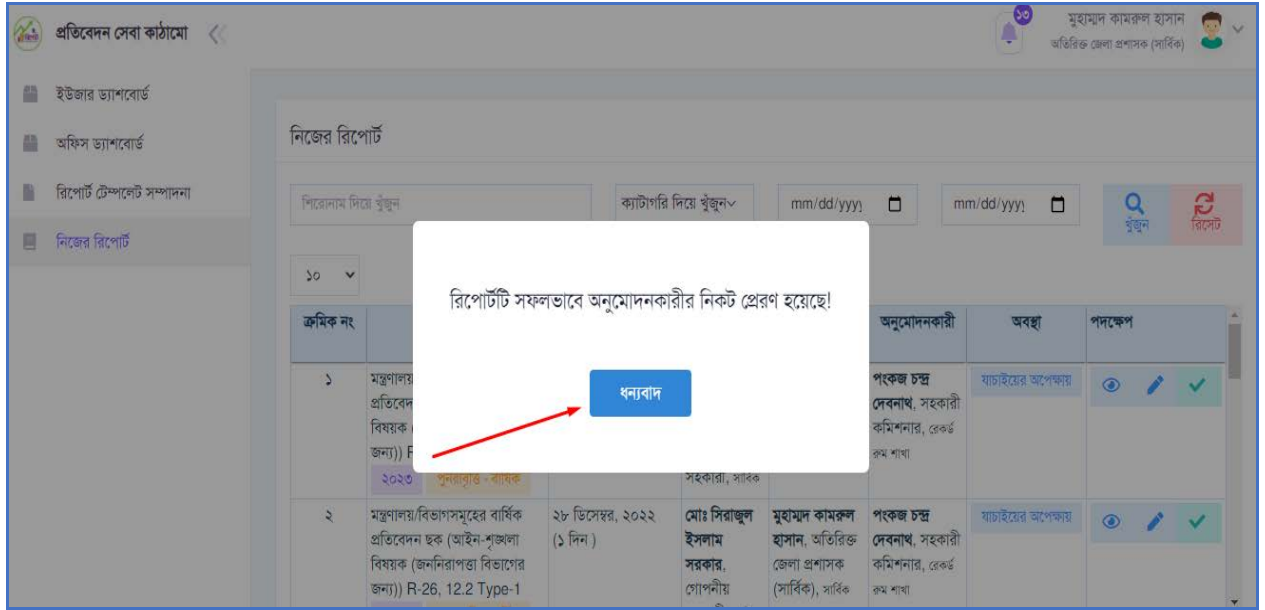 প্রতিবেদন সেবা কাঠামো
১৩
মুহাম্মদ কামরুল হাসান
অতিরিক্ত জেলা প্রশাসক (সার্বিক)
ইউজার ড্যাশবোর্ড
অফিস ড্যাশবোর্ড
রিপোর্ট টেম্পলেট সম্পাদনা
নিজের রিপোর্ট
নিজের রিপোর্ট
শিরোনাম দিয়ে খুঁজুন
ক্যাটাগরি দিয়ে খুঁজুন
mm/dd/yyyy
mm/dd/yyyy
খুঁজুন
রিসেট
১০
রিপোর্টটি সফলভাবে অনুমোদনকারীর নিকট প্রেরণ হয়েছে!
ধন্যবাদ
ক্রমিক নং
অনুমোদনকারী
অবস্থা
পদক্ষেপ
১
মন্ত্রণালয়
প্রতিবেদন
বিষয়ক
জন্য))
২০২৩ পুনরাবৃত্তি - বার্ষিক
সহকারী, সার্বিক
পংকজ চন্দ্র
দেবনাথ, সহকারী
কমিশনার, রেকর্ড
রুম শাখা
যাচাইয়ের অপেক্ষায়
২
মন্ত্রণালয়/বিভাগসমূহের বার্ষিক
প্রতিবেদন ছক (আইন-শৃঙ্খলা
বিষয়ক (জননিরাপত্তা বিভাগের
জন্য)) R-26, 12.2 Type-1
২৮ ডিসেম্বর, ২০২২
(১ দিন )
মোঃ সিরাজুল
ইসলাম
সরকার,
গোপনীয়
মুহাম্মদ কামরুল
হাসান, অতিরিক্ত
জেলা প্রশাসক
(সার্বিক), সার্বিক
পংকজ চন্দ্র
দেবনাথ, সহকারী
কমিশনার, রেকর্ড
রুম শাখা
যাচাইয়ের অপেক্ষায়